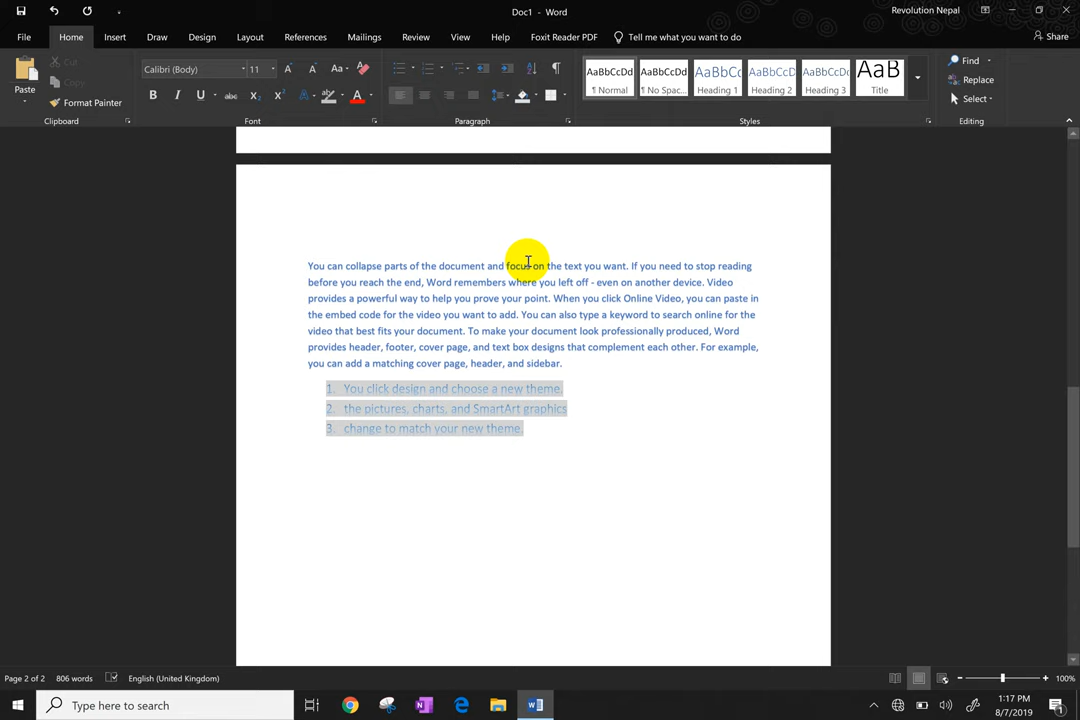 Doc1 - Word
Revolution Nepal
File Home Insert Draw Design Layout References Mailings Review View Help Foxit Reader PDF Tell me what you want to do Share
Paste
Cut
Copy
Format Painter
Clipboard
Calibri (Body) 11
Font
Paragraph
AaBbCcDd AaBbCcDd AaBbCc AaBbCcDd AaBbCcDd AaB
¶ Normal ¶ No Spac... Heading 1 Heading 2 Heading 3 Title
Styles
Find
Replace
Select
Editing
You can collapse parts of the document and focus on the text you want. If you need to stop reading
before you reach the end, Word remembers where you left off - even on another device. Video
provides a powerful way to help you prove your point. When you click Online Video, you can paste in
the embed code for the video you want to add. You can also type a keyword to search online for the
video that best fits your document. To make your document look professionally produced, Word
provides header, footer, cover page, and text box designs that complement each other. For example,
you can add a matching cover page, header, and sidebar.
1. You click design and choose a new theme.
2. the pictures, charts, and SmartArt graphics
3. change to match your new theme.
Page 2 of 2 806 words English (United Kingdom) 100%
Type here to search
1:17 PM
8/7/2019